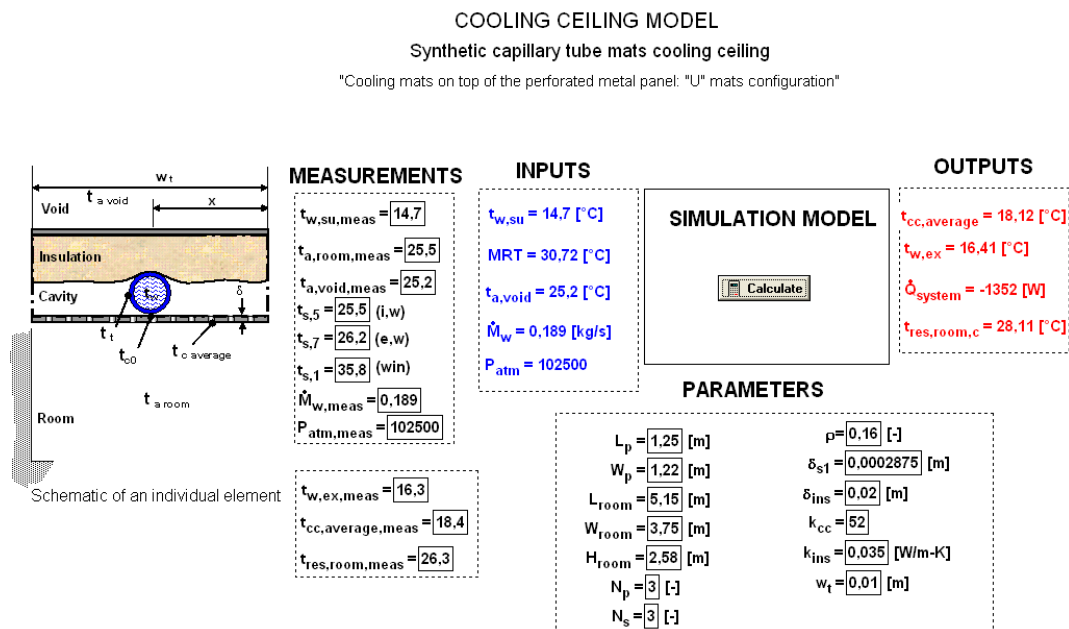 COOLING CEILING MODEL
Synthetic capillary tube mats cooling ceiling
"Cooling mats on top of the perforated metal panel: "U" mats configuration"
w t
t a void
x
Void
Insulation
Cavity
δ
t t
t c0
t c average
t a room
Room
Schematic of an individual element
MEASUREMENTS
t w,su,meas = 14,7
t a,room,meas = 25,5
t a,void,meas = 25,2
t s,5 = 25,5 (i,w)
t s,7 = 26,2 (e,w)
t s,1 = 35,8 (win)
Ṁ w,meas = 0,189
P atm,meas = 102500
t w,ex,meas = 16,3
t cc,average,meas = 18,4
t res,room,meas = 26,3
INPUTS
t w,su = 14,7 [°C]
MRT = 30,72 [°C]
t a,void = 25,2 [°C]
Ṁ w = 0,189 [kg/s]
P atm = 102500
SIMULATION MODEL
Calculate
OUTPUTS
t cc,average = 18,12 [°C]
t w,ex = 16,41 [°C]
Q̇ system = -1352 [W]
t res,room,c = 28,11 [°C]
PARAMETERS
L p = 1,25 [m]
W p = 1,22 [m]
L room = 5,15 [m]
W room = 3,75 [m]
H room = 2,58 [m]
N p = 3 [-]
N s = 3 [-]
ρ = 0,16 [-]
δ s1 = 0,0002875 [m]
δ ins = 0,02 [m]
k cc = 52
k ins = 0,035 [W/m-K]
w t = 0,01 [m]